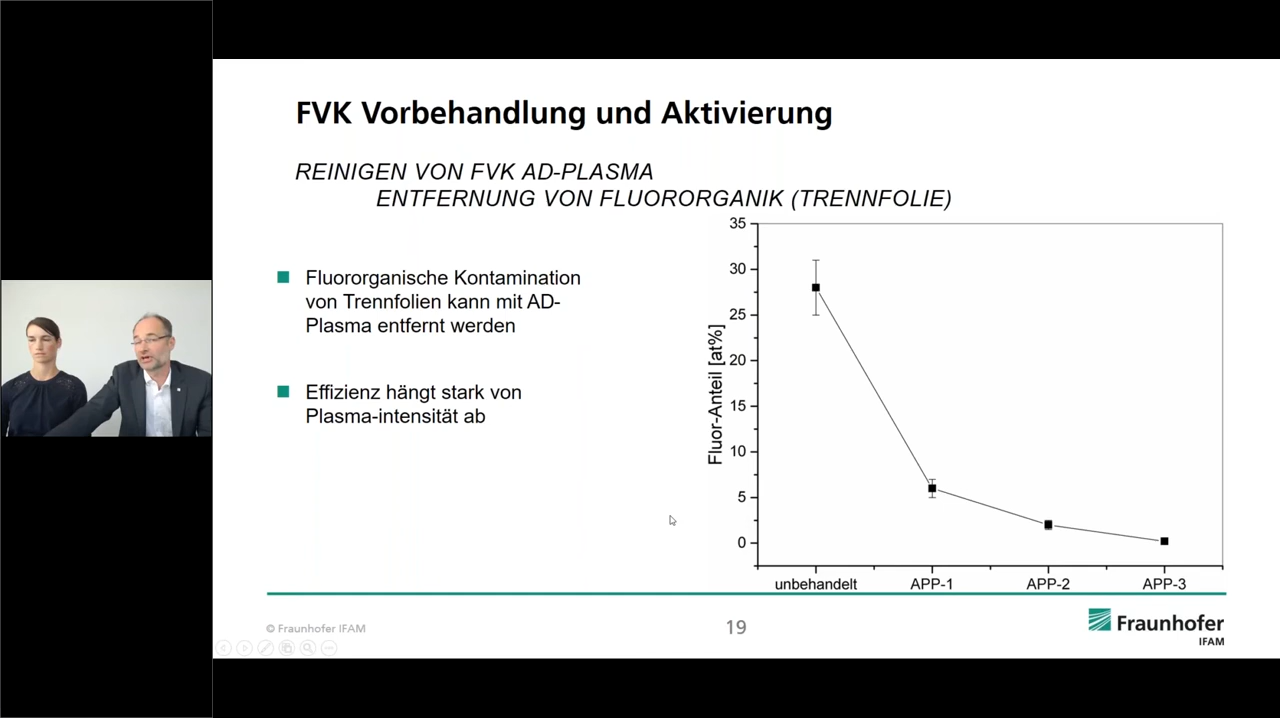 FVK Vorbehandlung und Aktivierung
REINIGEN VON FVK AD-PLASMA
ENTFERNUNG VON FLUORORGANIK (TRENNFOLIE)
Fluororganische Kontamination
von Trennfolien kann mit AD-
Plasma entfernt werden
Effizienz hängt stark von
Plasma-intensität ab
Fluor-Anteil [at%]
35
30
25
20
15
10
5
0
unbehandelt APP-1 APP-2 APP-3
© Fraunhofer IFAM
19
Fraunhofer
IFAM